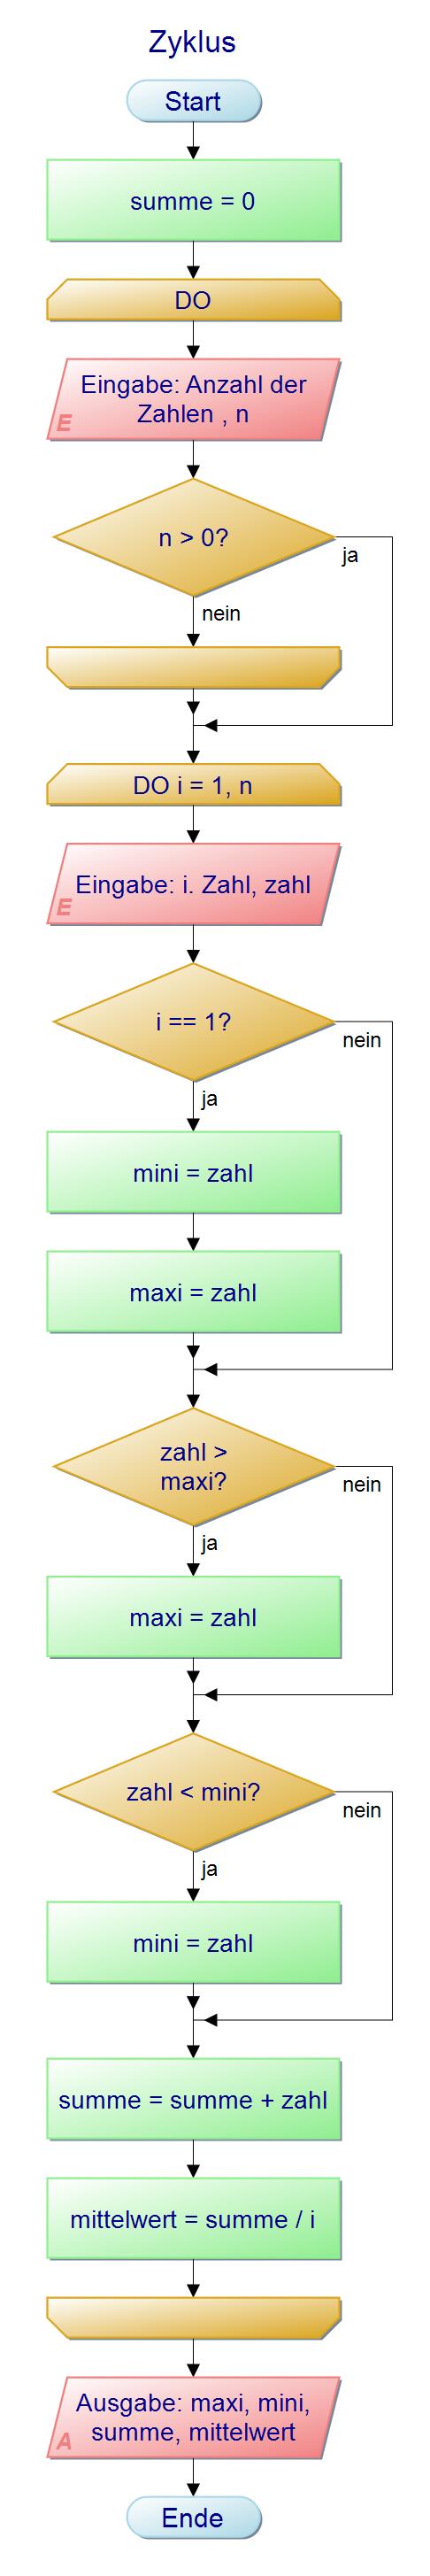 Zyklus
Start
summe = 0
DO
Eingabe: Anzahl der
Zahlen , n
E
n > 0?
ja
nein
DO i = 1, n
Eingabe: i. Zahl, zahl
E
i == 1?
nein
ja
mini = zahl
maxi = zahl
zahl >
maxi?
nein
ja
maxi = zahl
zahl < mini?
nein
ja
mini = zahl
summe = summe + zahl
mittelwert = summe / i
Ausgabe: maxi, mini,
summe, mittelwert
A
Ende